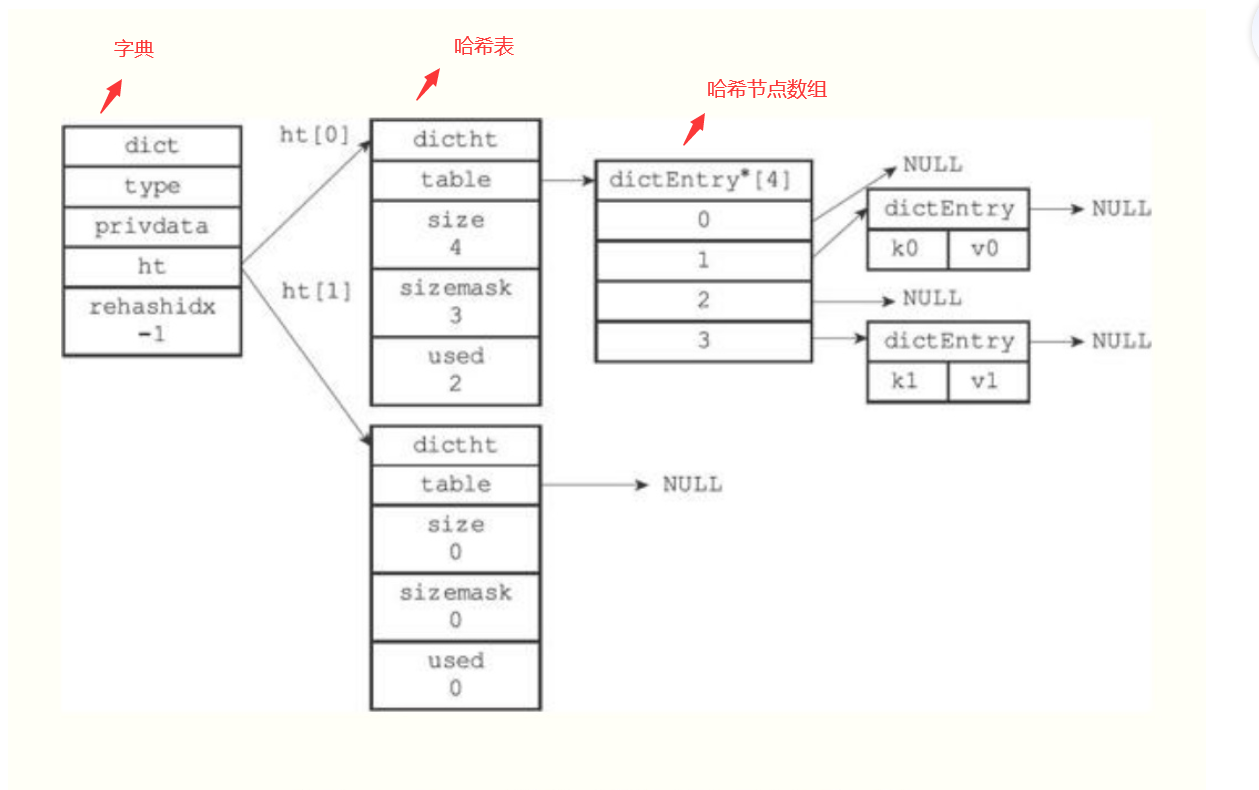 字典
哈希表
哈希节点数组
dict
type
privdata
ht
rehashidx
-1
ht[0]
ht[1]
dictht
table
size
4
sizemask
3
used
2
dictEntry*[4]
0
1
2
3
NULL
dictEntry
k0 v0
NULL
NULL
dictEntry
k1 v1
NULL
dictht
table
size
0
sizemask
0
used
0
NULL